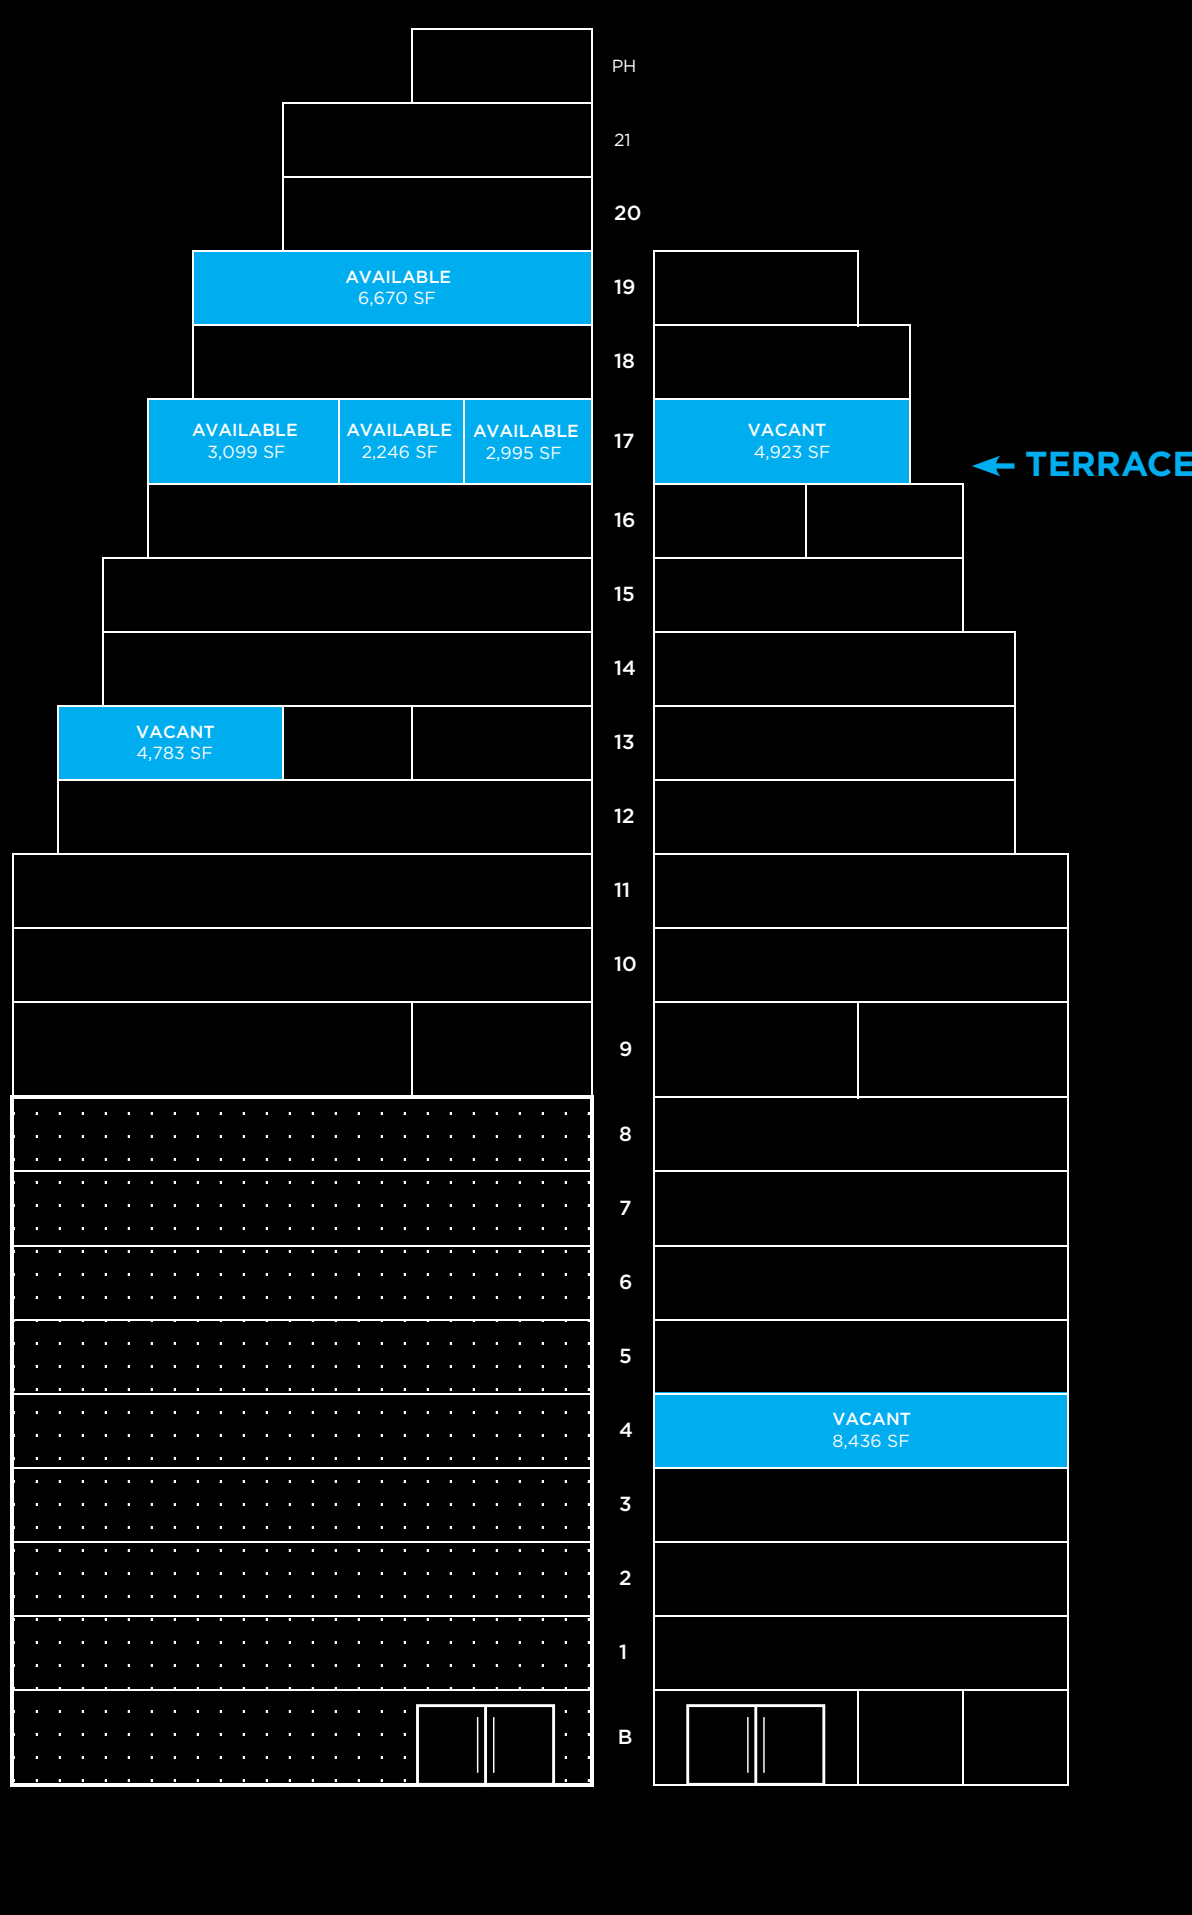 PH
21
20
AVAILABLE
6,670 SF
19
18
AVAILABLE
3,099 SF
AVAILABLE
2,246 SF
AVAILABLE
2,995 SF
17
VACANT
4,923 SF
TERRACE
16
15
14
VACANT
4,783 SF
13
12
11
10
9
8
7
6
5
4
VACANT
8,436 SF
3
2
1
B